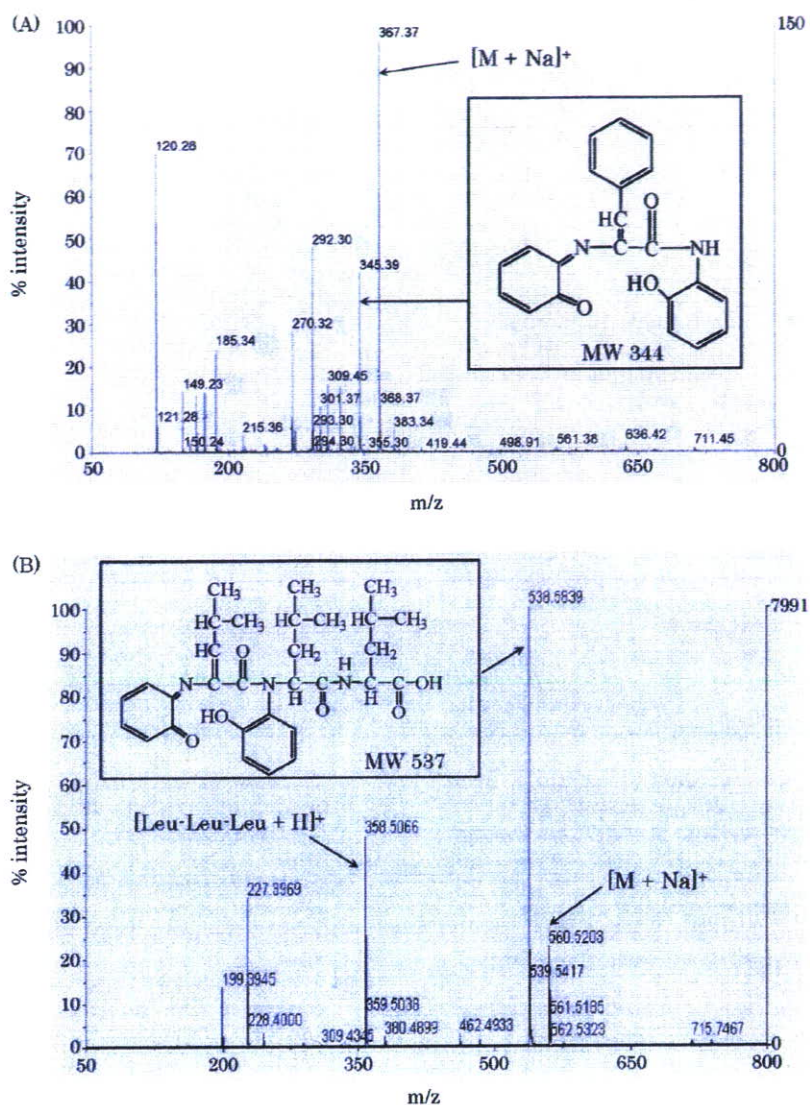 (A)
100
90
80
70
60
50
40
30
20
10
0
% intensity
150
0
367.37
[M + Na]+
120.28
292.30
345.39
270.32
185.34
149.23
309.45
301.37
368.37
121.28
150.24
215.36
293.30
294.30
355.30
383.34
419.44
498.91
561.38
636.42
711.45
HC
O
N
C
C
NH
O
HO
MW 344
50
200
350
500
650
800
m/z
(B)
100
90
80
70
60
50
40
30
20
10
0
% intensity
7991
0
CH3
CH3
CH3
HC–CH3
HC–CH3
HC–CH3
HC
CH2
CH2
O
H
N
C
C
N
C
C
N
C
C
OH
H
O
H
O
O
HO
MW 537
538.5839
[Leu-Leu-Leu + H]+
358.5066
227.3969
[M + Na]+
560.5203
539.5417
199.3945
359.5038
561.5185
228.4000
309.4345
380.4899
462.4933
562.5323
715.7467
50
200
350
500
650
800
m/z